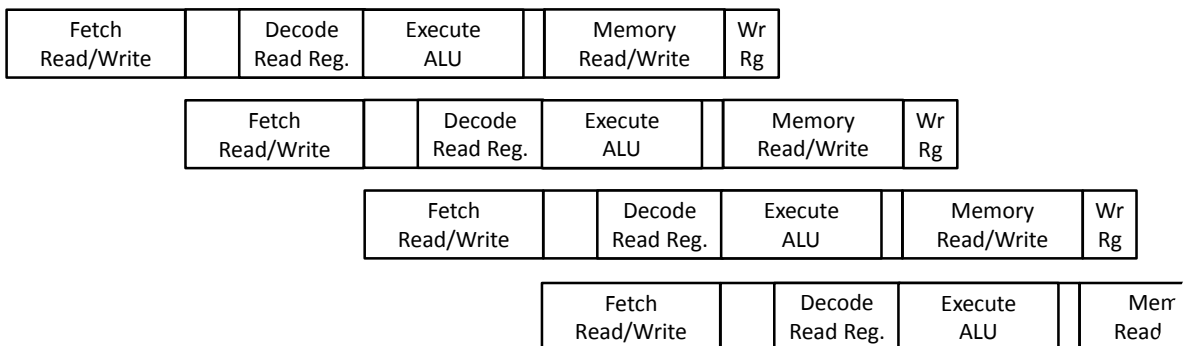 Fetch Decode Execute Memory Wr
Read/Write Read Reg. ALU Read/Write Rg
Fetch Decode Execute Memory Wr
Read/Write Read Reg. ALU Read/Write Rg
Fetch Decode Execute Memory Wr
Read/Write Read Reg. ALU Read/Write Rg
Fetch Decode Execute Mem
Read/Write Read Reg. ALU Read